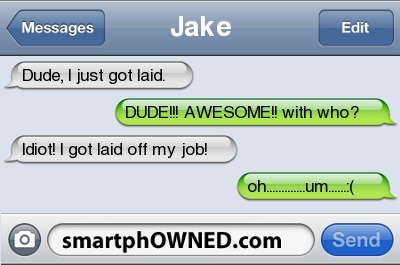 Messages Jake Edit
Dude, I just got laid.
DUDE!!! AWESOME!! with who?
Idiot! I got laid off my job!
oh.............um......:(
smartphOWNED.com Send